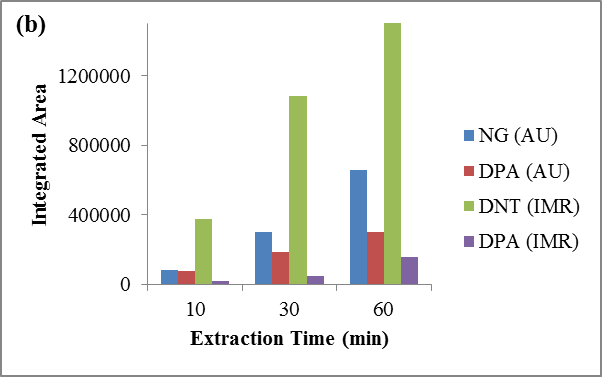 (b)
Integrated Area
1200000
800000
400000
0
10 30 60
Extraction Time (min)
NG (AU)
DPA (AU)
DNT (IMR)
DPA (IMR)